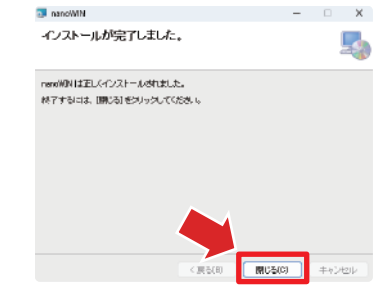 nanoWIN
インストールが完了しました。
nanoWINは正しくインストールされました。
終了するには、[閉じる]をクリックしてください。
< 戻る(B)
閉じる(C)
キャンセル